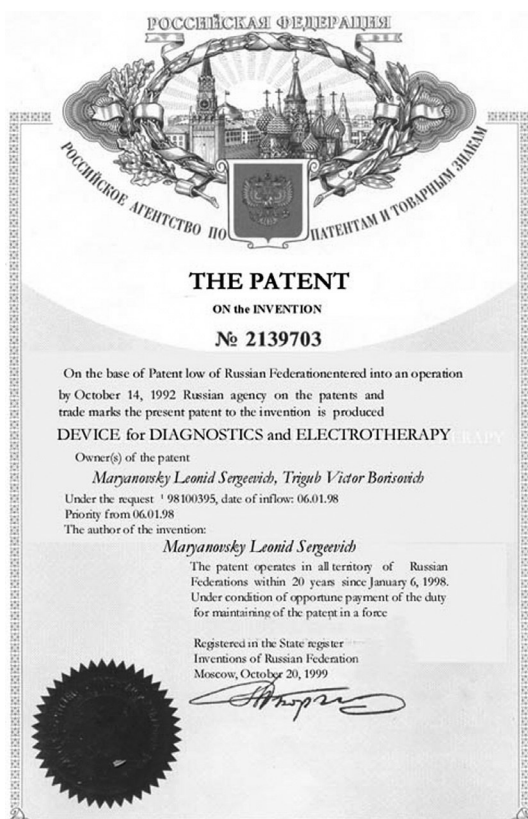 РОССИЙСКАЯ ФЕДЕРАЦИЯ
РОССИЙСКОЕ АГЕНТСТВО ПО ПАТЕНТАМ И ТОВАРНЫМ ЗНАКАМ
THE PATENT
ON the INVENTION
№ 2139703
On the base of Patent low of Russian Federationentered into an operation
by October 14, 1992 Russian agency on the patents and
trade marks the present patent to the invention is produced
DEVICE for DIAGNOSTICS and ELECTROTHERAPY
Owner(s) of the patent
Maryanovsky Leonid Sergeevich, Trigub Victor Borisovich
Under the request ¹ 98100395, date of inflow: 06.01.98
Priority from 06.01.98
The author of the invention:
Maryanovsky Leonid Sergeevich
The patent operates in all territory of Russian
Federations within 20 years since January 6, 1998.
Under condition of opportune payment of the duty
for maintaining of the patent in a force
Registered in the State register
Inventions of Russian Federation
Moscow, October 20, 1999